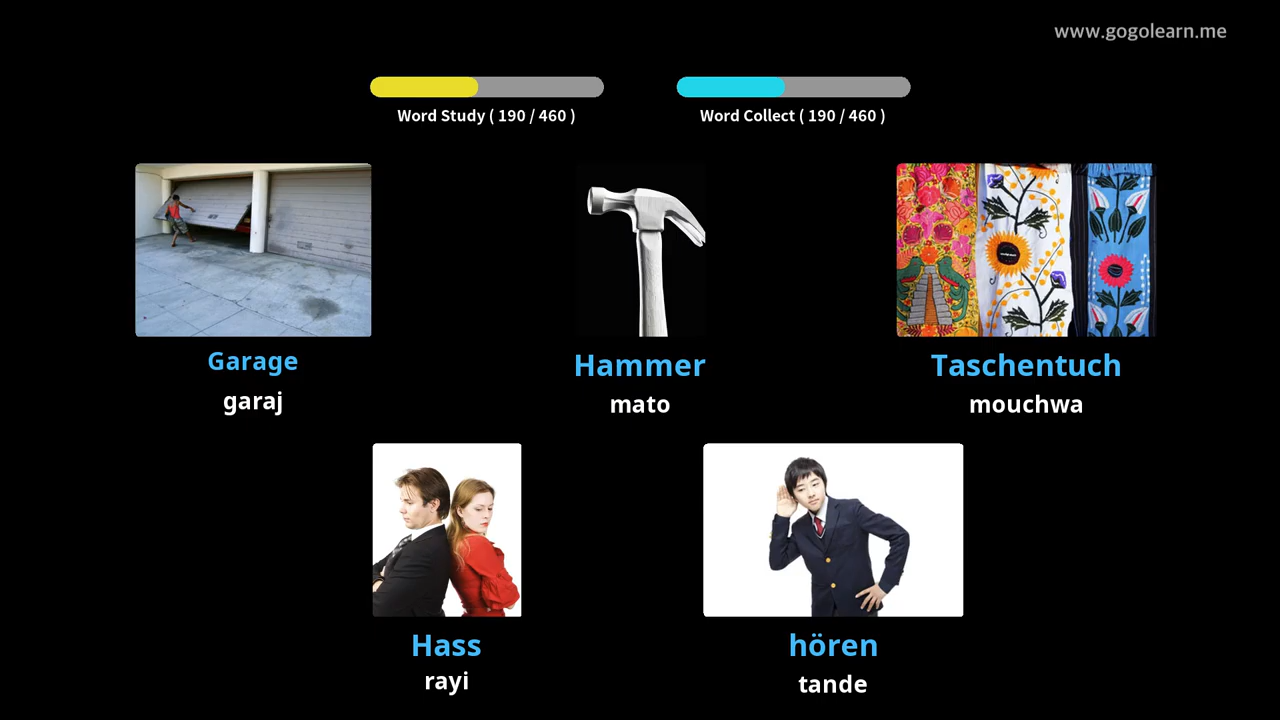 www.gogolearn.me
Word Study ( 190 / 460 )
Word Collect ( 190 / 460 )
Garage
garaj
Hammer
mato
Taschentuch
mouchwa
Hass
rayi
hören
tande